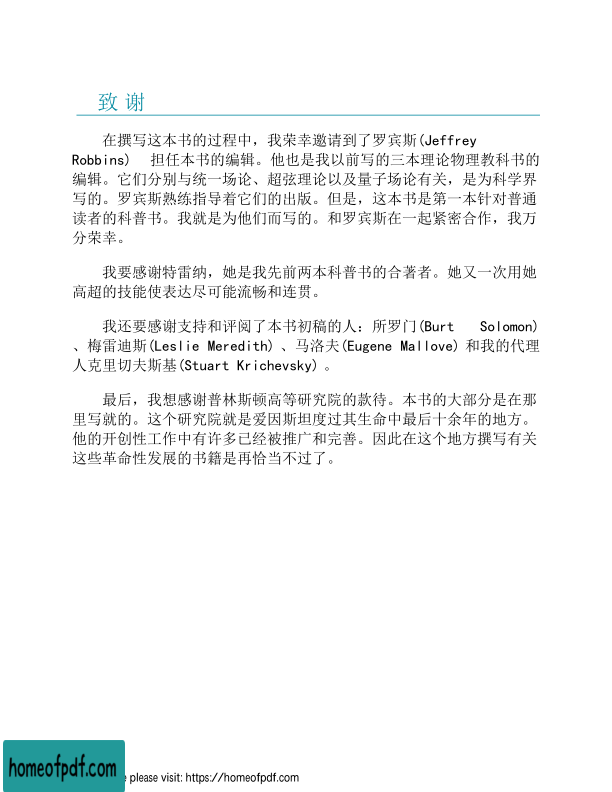 致 谢
在撰写这本书的过程中，我荣幸邀请到了罗宾斯(Jeffrey
Robbins) 担任本书的编辑。他也是我以前写的三本理论物理教科书的
编辑。它们分别与统一场论、超弦理论以及量子场论有关，是为科学界
写的。罗宾斯熟练指导着它们的出版。但是，这本书是第一本针对普通
读者的科普书。我就是为他们而写的。和罗宾斯在一起紧密合作，我万
分荣幸。
我要感谢特雷纳，她是我先前两本科普书的合著者。她又一次用她
高超的技能使表达尽可能流畅和连贯。
我还要感谢支持和评阅了本书初稿的人：所罗门(Burt Solomon)
、梅雷迪斯(Leslie Meredith) 、马洛夫(Eugene Mallove) 和我的代理
人克里切夫斯基(Stuart Krichevsky) 。
最后，我想感谢普林斯顿高等研究院的款待。本书的大部分是在那
里写就的。这个研究院就是爱因斯坦度过其生命中最后十余年的地方。
他的开创性工作中有许多已经被推广和完善。因此在这个地方撰写有关
这些革命性发展的书籍是再恰当不过了。
homeofpdf.com
e please visit: https://homeofpdf.com